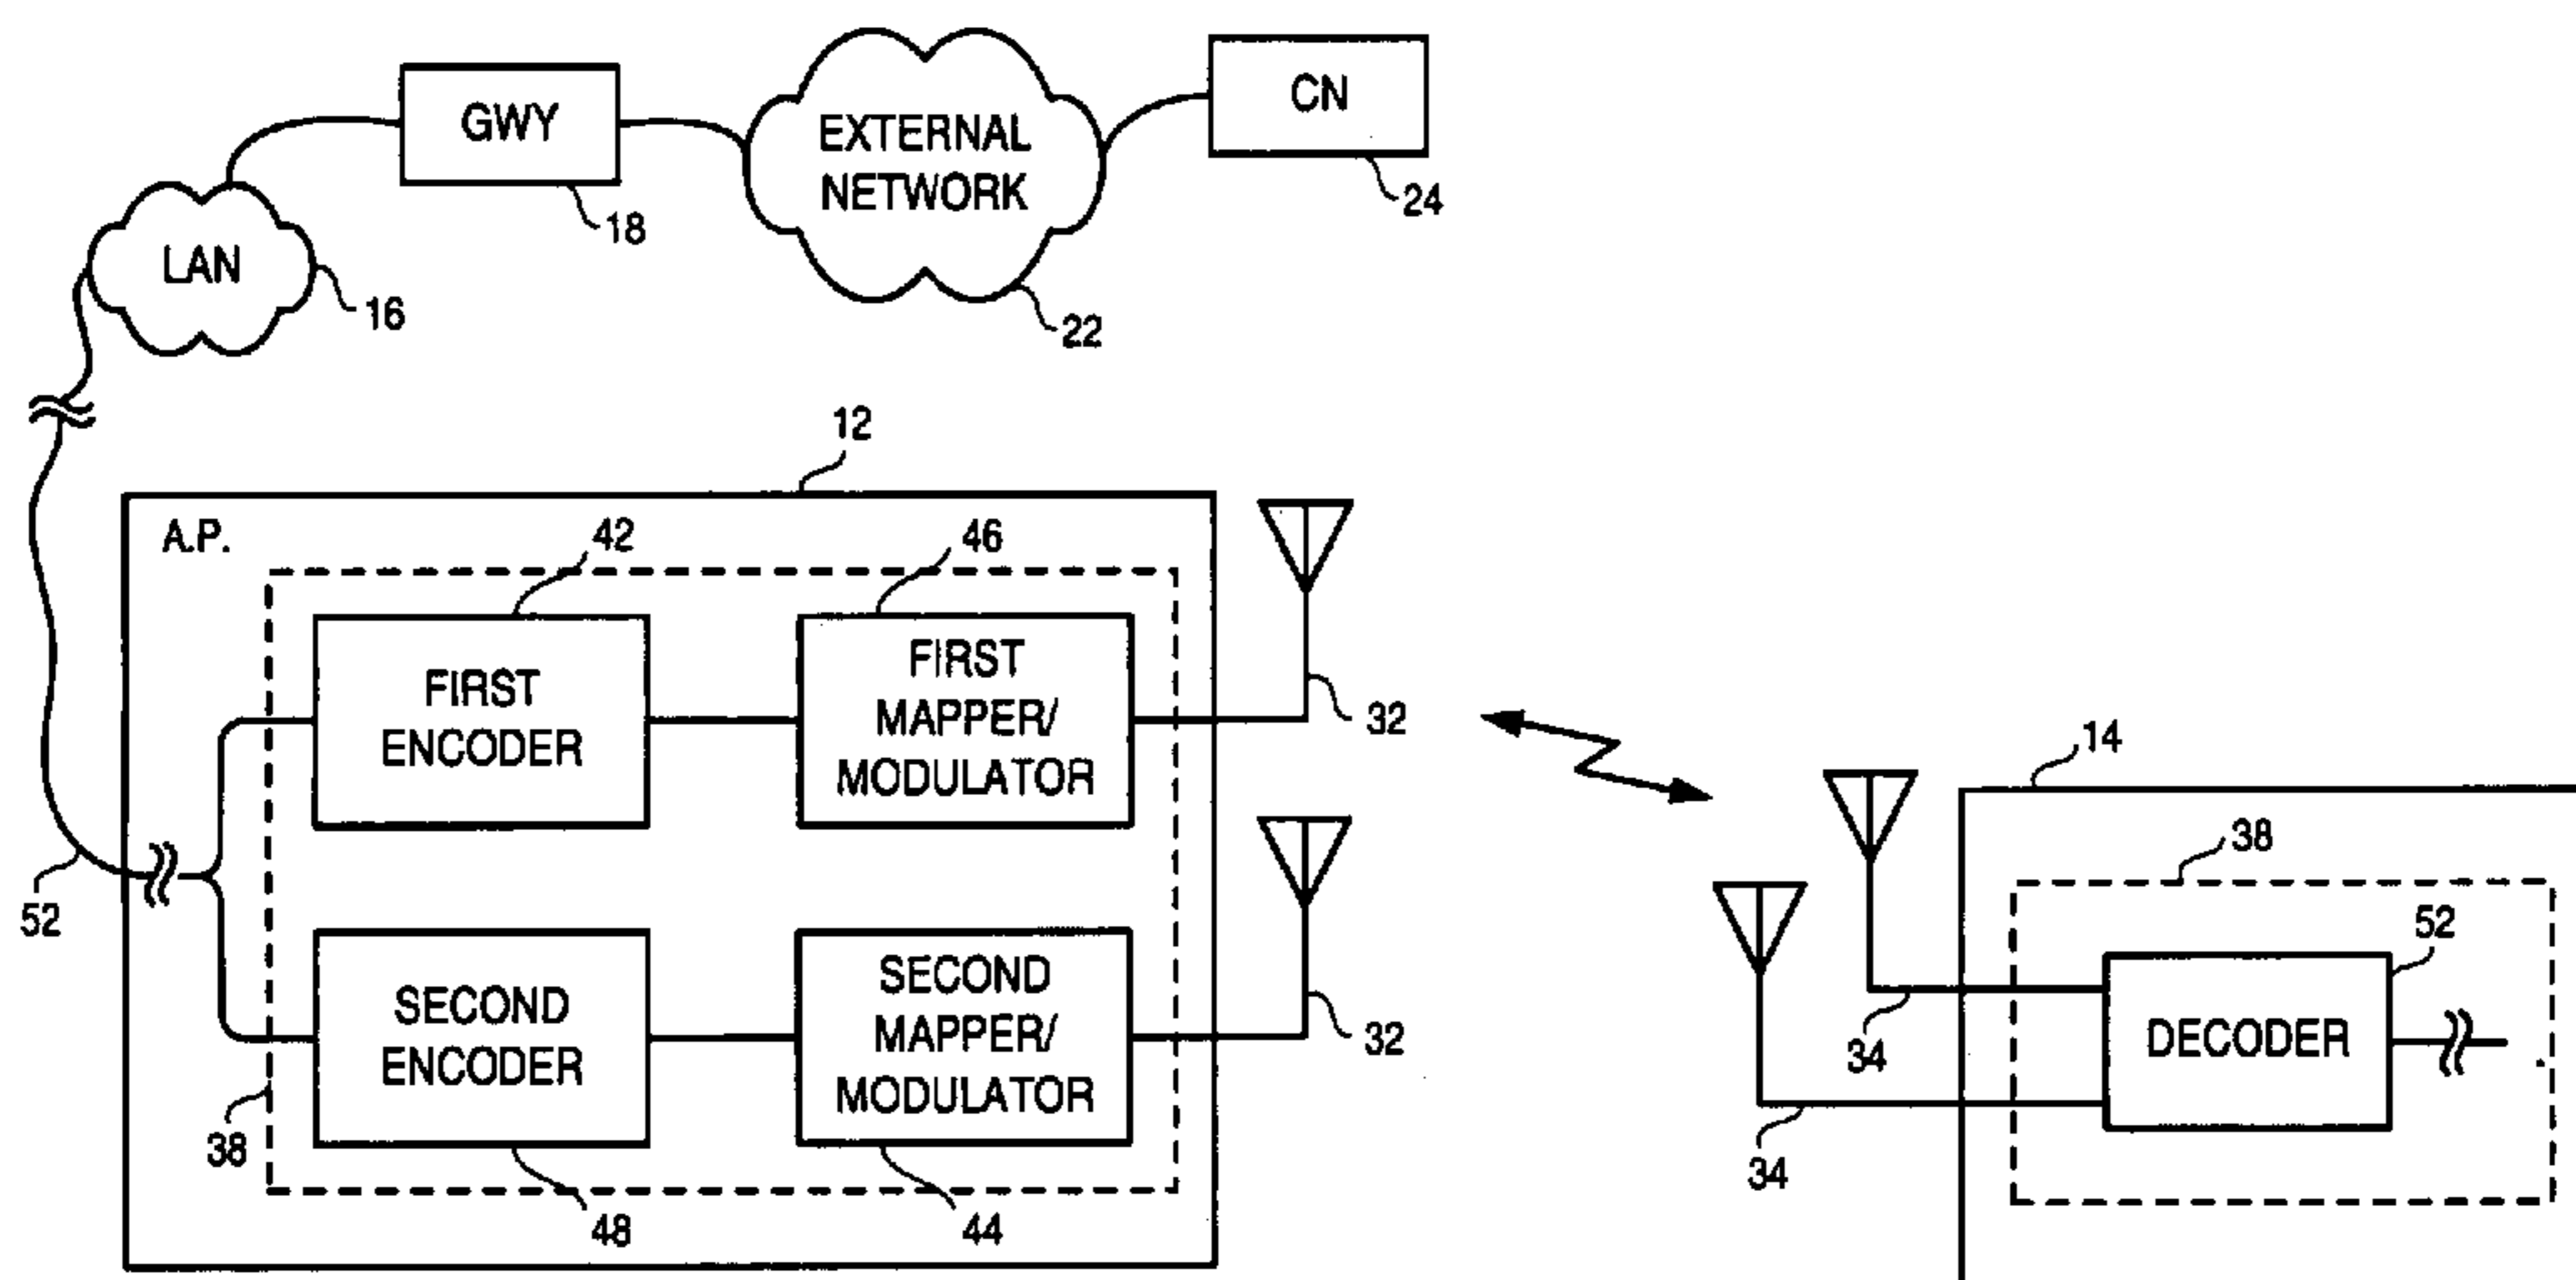 GWY
18
EXTERNAL
NETWORK
22
CN
24
LAN
16
12
A.P.
42
46
FIRST
ENCODER
FIRST
MAPPER/
MODULATOR
32
52
SECOND
ENCODER
SECOND
MAPPER/
MODULATOR
32
38
48
44
14
38
52
DECODER
34
34